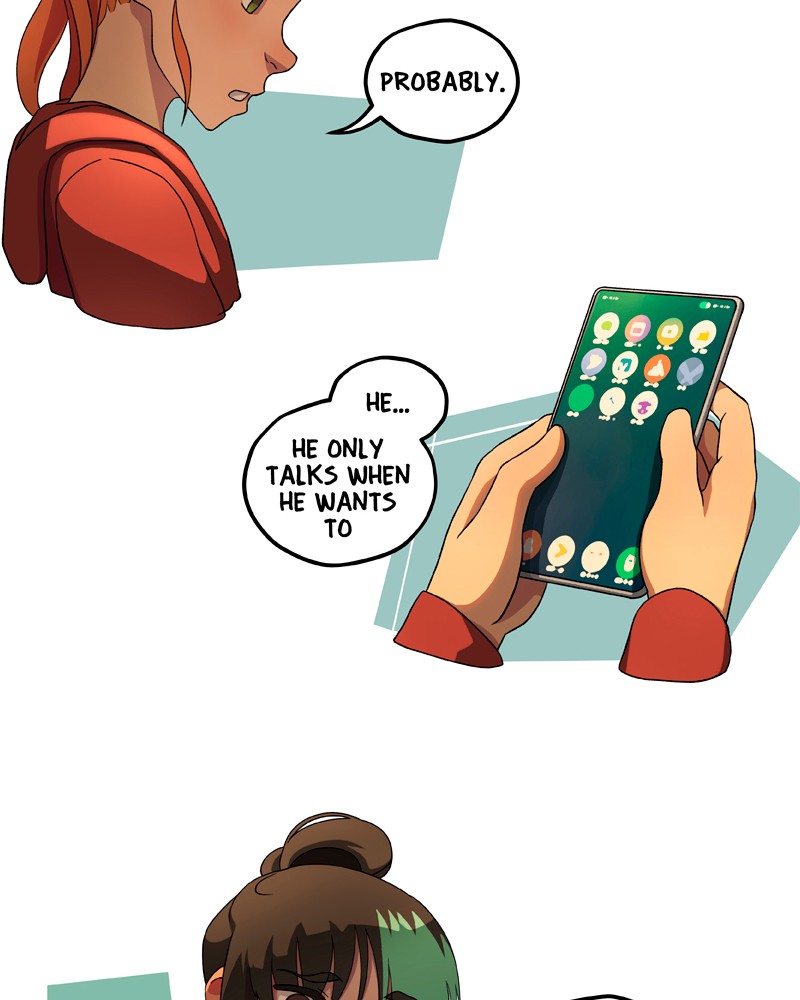 PROBABLY.
HE...
HE ONLY
TALKS WHEN
HE WANTS
TO